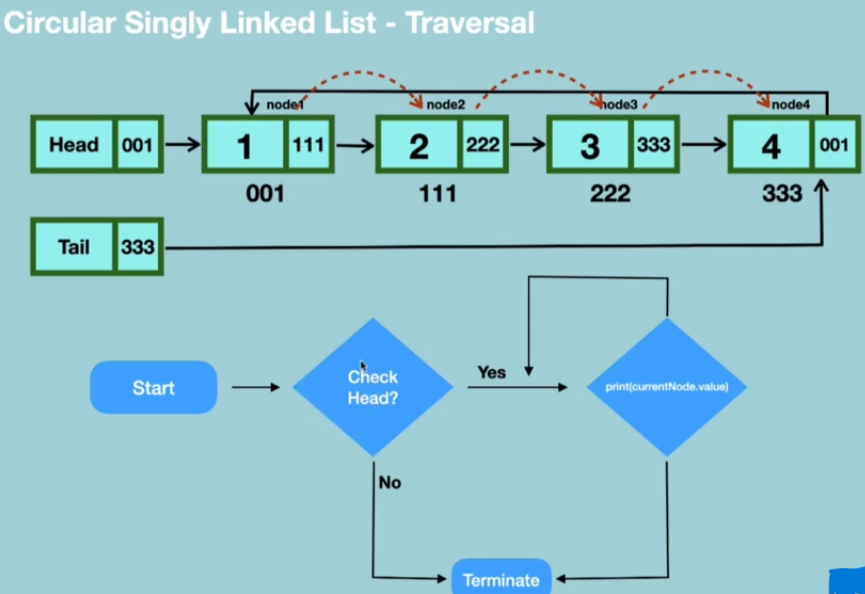 Circular Singly Linked List - Traversal
node1 node2 node3 node4
Head 001 1 111 2 222 3 333 4 001
001 111 222 333
Tail 333
Start
Check
Head?
Yes
print(currentNode.value)
No
Terminate